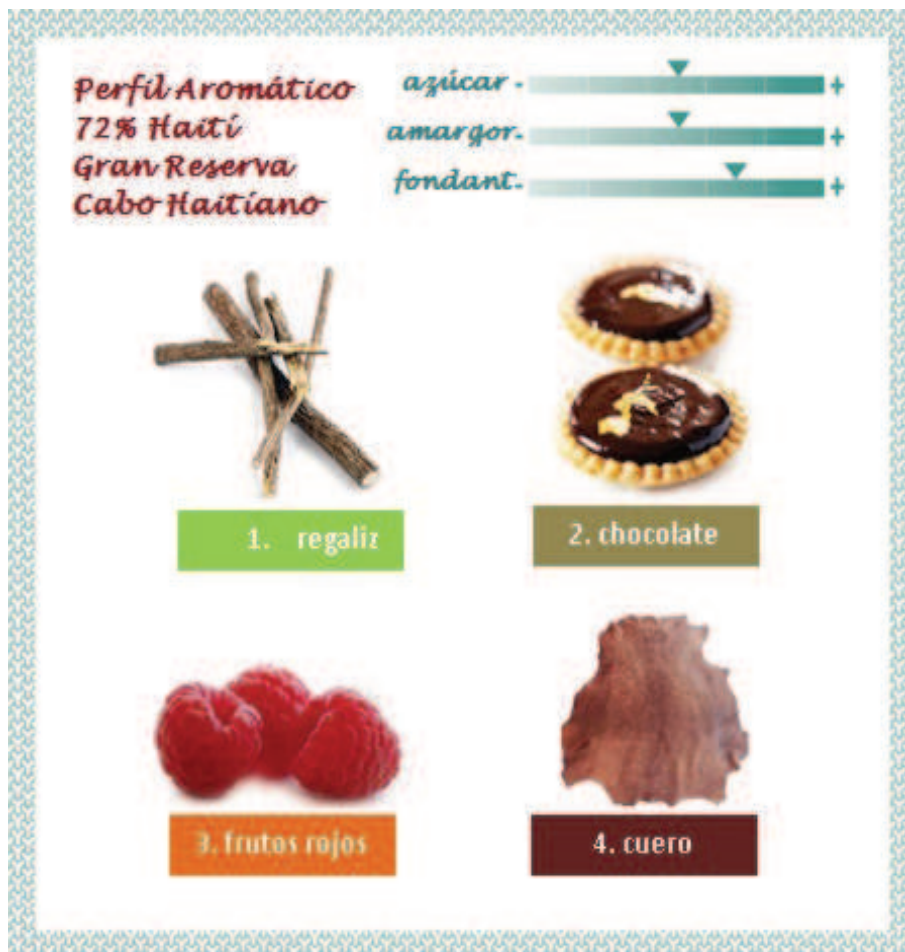 Perfil Aromático
72% Haití
Gran Reserva
Cabo Haitiano
azúcar - +
amargor- +
fondant- +
1. regaliz
2. chocolate
3. frutos rojos
4. cuero